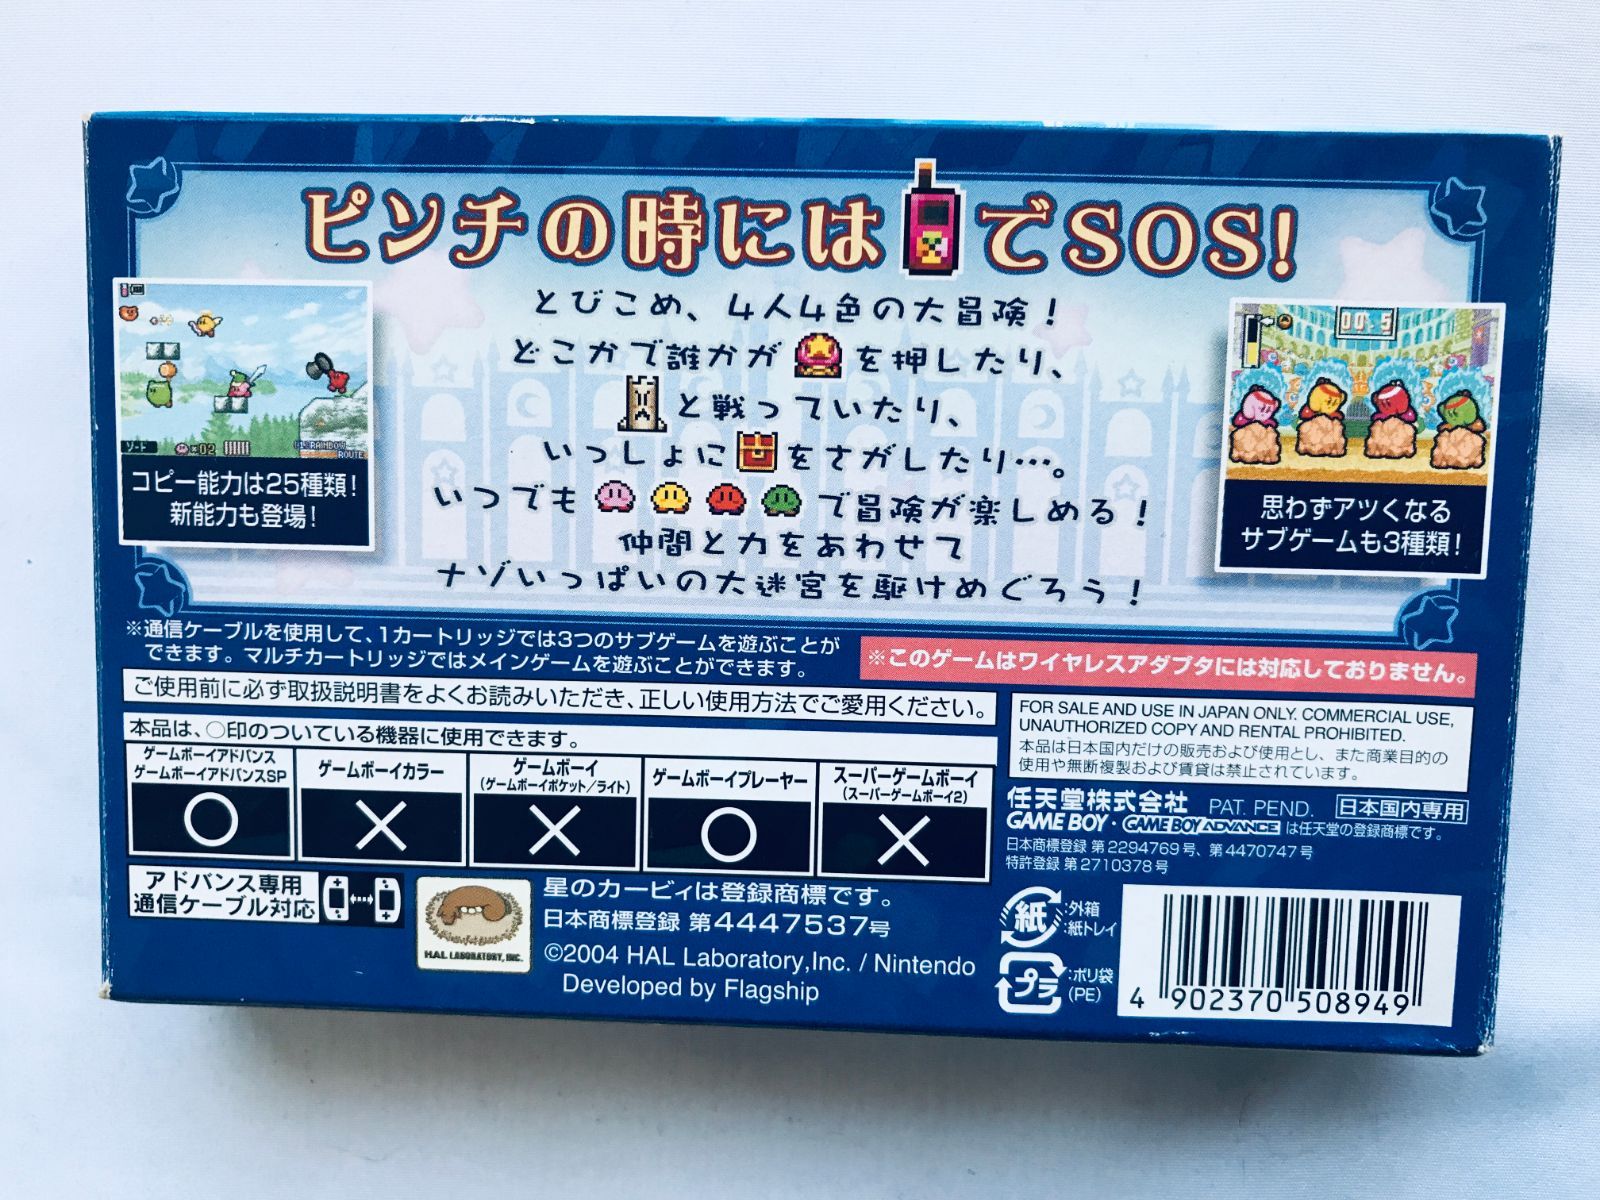 ピンチの時には でSOS!
とびこめ、4人4色の大冒険!
どこかで誰かが を押したり、
と戦っていたり、
いっしょに をさがしたり…。
いつでも で冒険が楽しめる!
仲間と力をあわせて
ナゾいっぱいの大迷宮を駆けめぐろう!
ソード
×02
RAINBOW
ROUTE
コピー能力は25種類!
新能力も登場!
00:5
思わずアツくなる
サブゲームも3種類!
※通信ケーブルを使用して、1カートリッジでは3つのサブゲームを遊ぶことが
できます。マルチカートリッジではメインゲームを遊ぶことができます。
※このゲームはワイヤレスアダプタには対応しておりません。
ご使用前に必ず取扱説明書をよくお読みいただき、正しい使用方法でご愛用ください。
本品は、○印のついている機器に使用できます。
ゲームボーイアドバンス
ゲームボーイアドバンスSP
○
ゲームボーイカラー
×
ゲームボーイ
(ゲームボーイポケット/ライト)
×
ゲームボーイプレーヤー
○
スーパーゲームボーイ
(スーパーゲームボーイ2)
×
FOR SALE AND USE IN JAPAN ONLY. COMMERCIAL USE,
UNAUTHORIZED COPY AND RENTAL PROHIBITED.
本品は日本国内だけの販売および使用とし、また商業目的の
使用や無断複製および賃貸は禁止されています。
任天堂株式会社 PAT. PEND. 日本国内専用
GAME BOY・GAME BOY ADVANCE は任天堂の登録商標です。
日本商標登録 第2294769号、第4470747号
特許登録 第2710378号
アドバンス専用
通信ケーブル対応
HAL LABORATORY, INC.
星のカービィは登録商標です。
日本商標登録 第4447537号
©2004 HAL Laboratory,Inc. / Nintendo
Developed by Flagship
紙
:外箱
:紙トレイ
プラ
:ポリ袋
(PE)
4 902370 508949